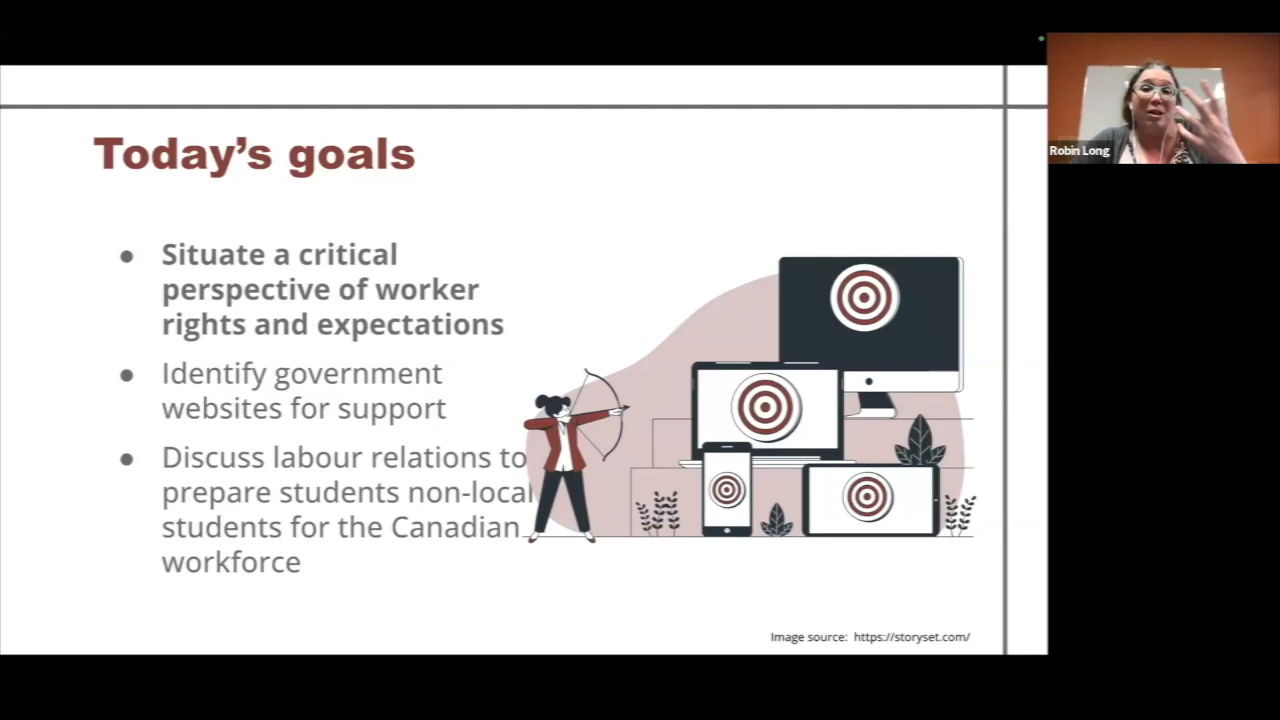 Today's goals
● Situate a critical
perspective of worker
rights and expectations
● Identify government
websites for support
● Discuss labour relations to
prepare students non-local
students for the Canadian
workforce
Image source: https://storyset.com/
Robin Long